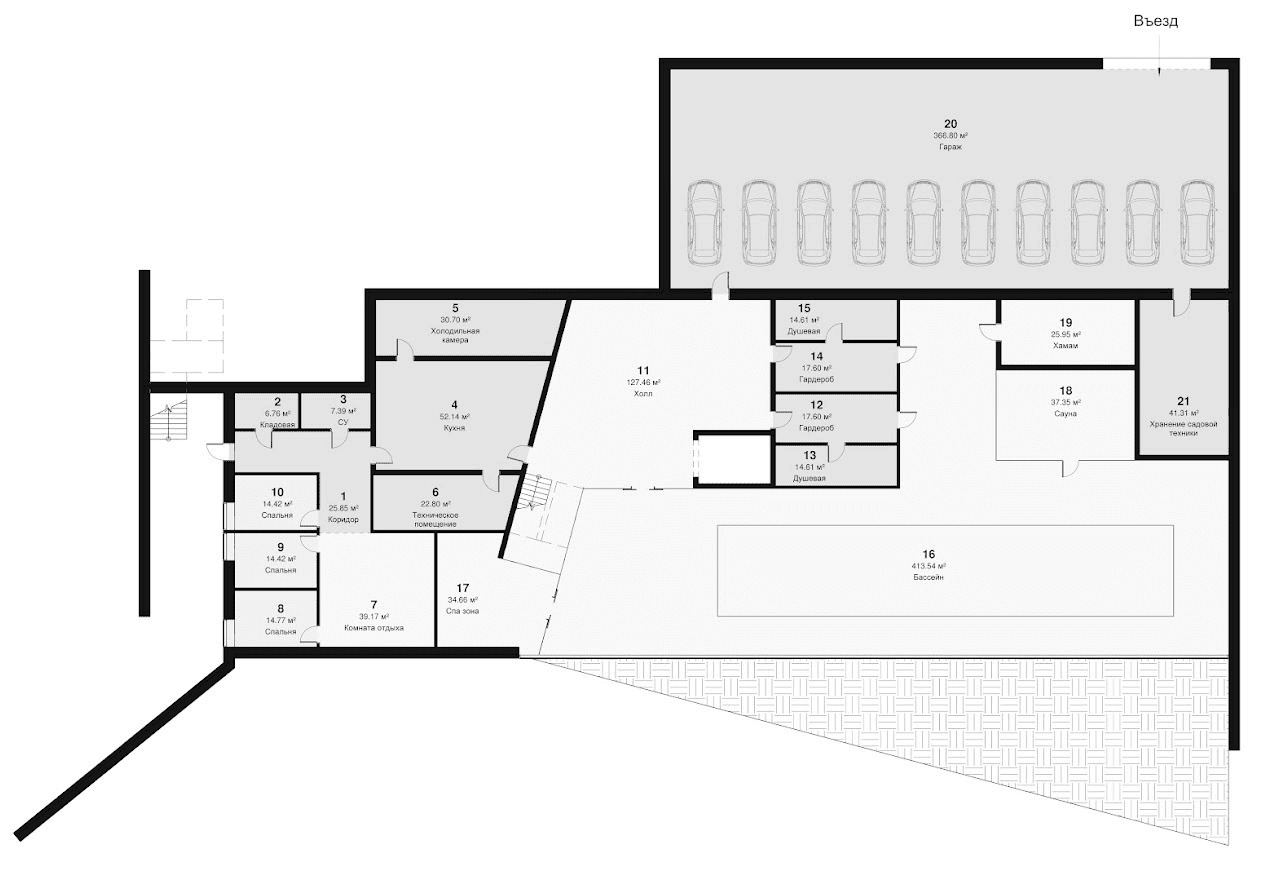 Въезд
20
366.80 м²
Гараж
5
30.70 м²
Холодильная
камера
15
14.61 м²
Душевая
19
25.95 м²
Хамам
14
17.60 м²
Гардероб
11
127.46 м²
Холл
18
37.35 м²
Сауна
2
6.76 м²
Кладовая
3
7.39 м²
СУ
4
52.14 м²
Кухня
12
17.60 м²
Гардероб
21
41.31 м²
Хранение садовой
техники
13
14.61 м²
Душевая
10
14.42 м²
Спальня
1
25.85 м²
Коридор
6
22.80 м²
Техническое
помещение
9
14.42 м²
Спальня
16
413.54 м²
Бассейн
17
34.66 м²
Спа зона
8
14.77 м²
Спальня
7
39.17 м²
Комната отдыха